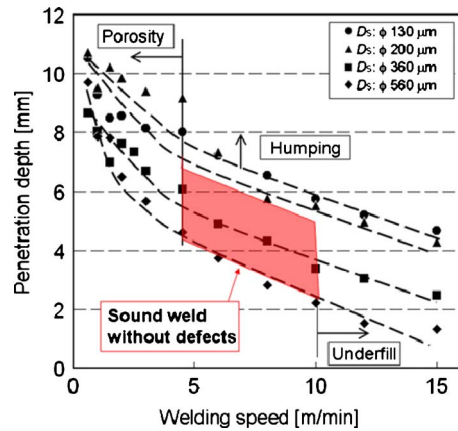 Porosity
Ds: ϕ 130 μm
Ds: ϕ 200 μm
Ds: ϕ 360 μm
Ds: ϕ 560 μm
Humping
Sound weld
without defects
Underfill
12
10
8
6
4
2
0
Penetration depth [mm]
0
5
10
15
Welding speed [m/min]